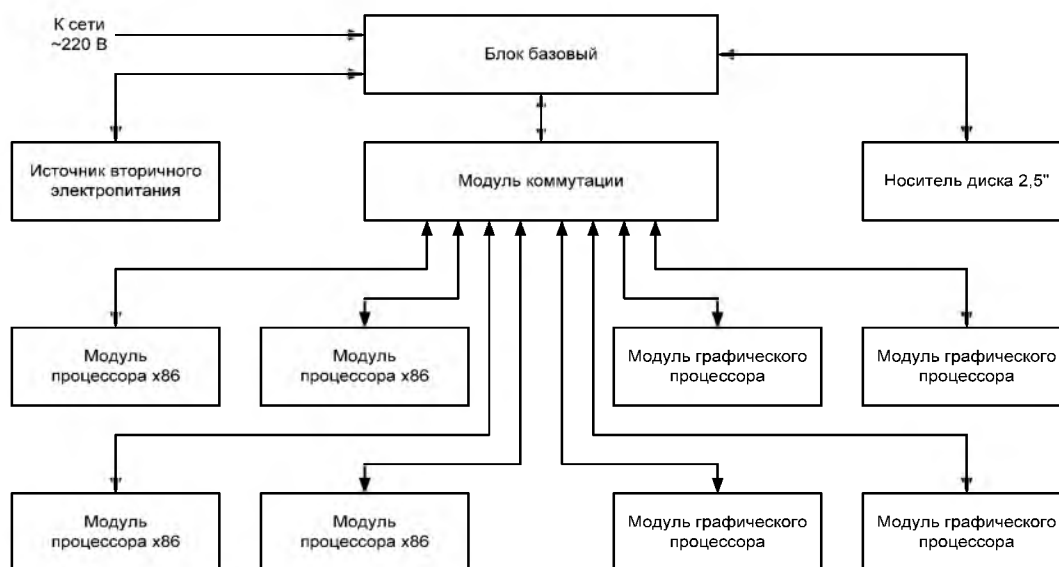 К сети
~220 В
Блок базовый
Источник вторичного
электропитания
Модуль коммутации
Носитель диска 2,5"
Модуль
процессора x86
Модуль
процессора x86
Модуль графического
процессора
Модуль графического
процессора
Модуль
процессора x86
Модуль
процессора x86
Модуль графического
процессора
Модуль графического
процессора